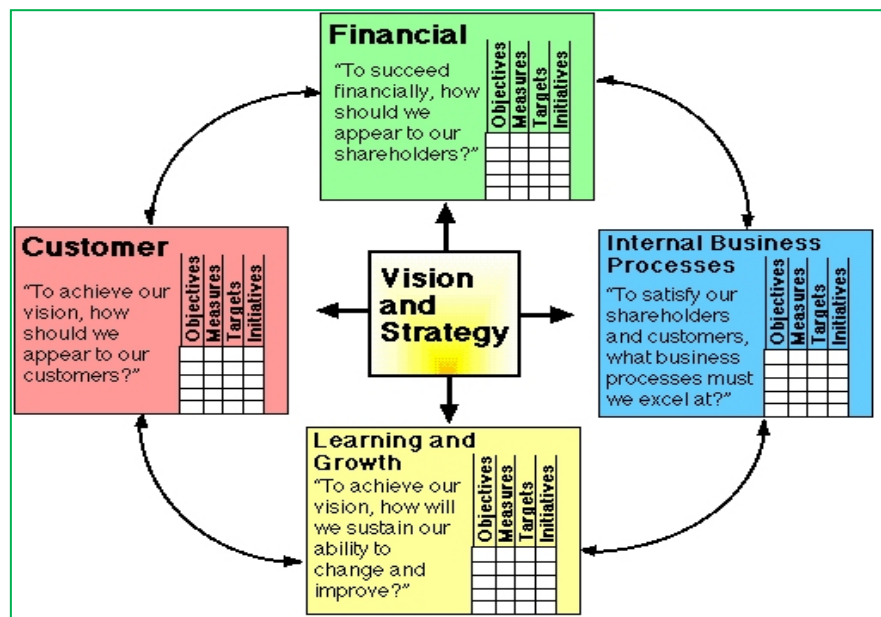 Financial
“To succeed
financially, how
should we
appear to our
shareholders?”
Objectives
Measures
Targets
Initiatives
Customer
“To achieve our
vision, how
should we
appear to our
customers?”
Objectives
Measures
Targets
Initiatives
Vision
and
Strategy
Internal Business
Processes
“To satisfy our
shareholders
and customers,
what business
processes must
we excel at?”
Objectives
Measures
Targets
Initiatives
Learning and
Growth
“To achieve our
vision, how will
we sustain our
ability to
change and
improve?”
Objectives
Measures
Targets
Initiatives